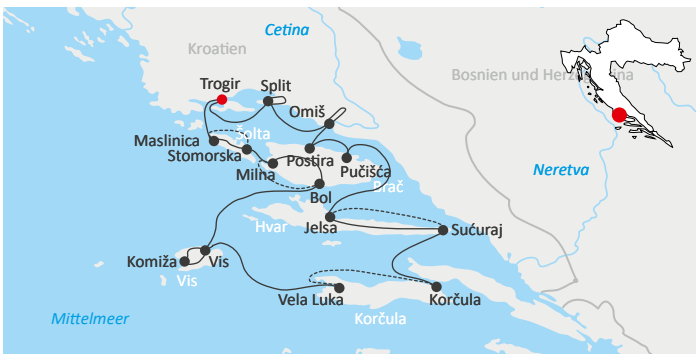 Cetina
Kroatien
Bosnien und Herzegowina
Trogir
Split
Omiš
Maslinica
Šolta
Stomorska
Postira
Milna
Pučišća
Brač
Bol
Neretva
Hvar
Jelsa
Sućuraj
Komiža
Vis
Vis
Vela Luka
Korčula
Korčula
Mittelmeer